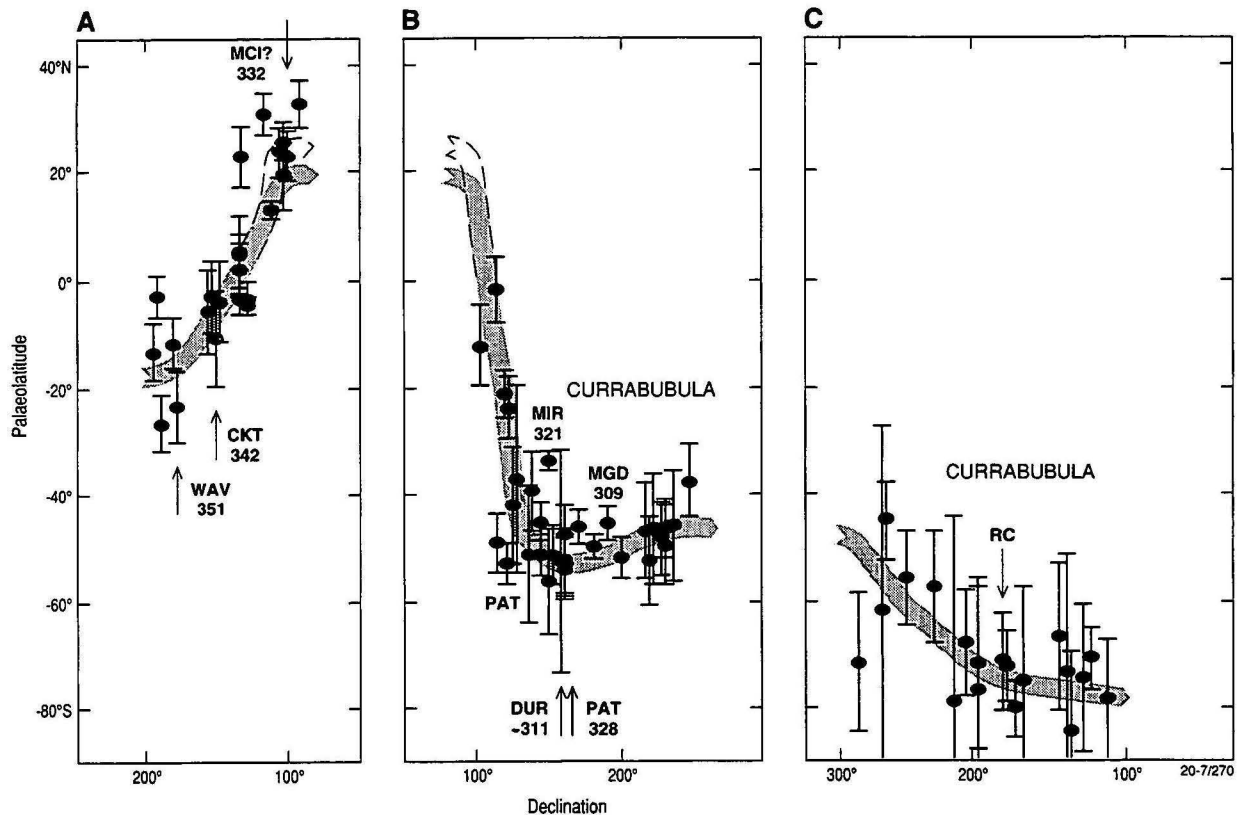 A
B
C
40°N
20°
0°
-20°
-40°
-60°
-80°S
Palaeolatitude
MCI?
332
CKT
342
WAV
351
200°
100°
CURRABUBULA
MIR
321
MGD
309
PAT
DUR
~311
PAT
328
100°
200°
Declination
CURRABUBULA
RC
300°
200°
100°
20-7/270